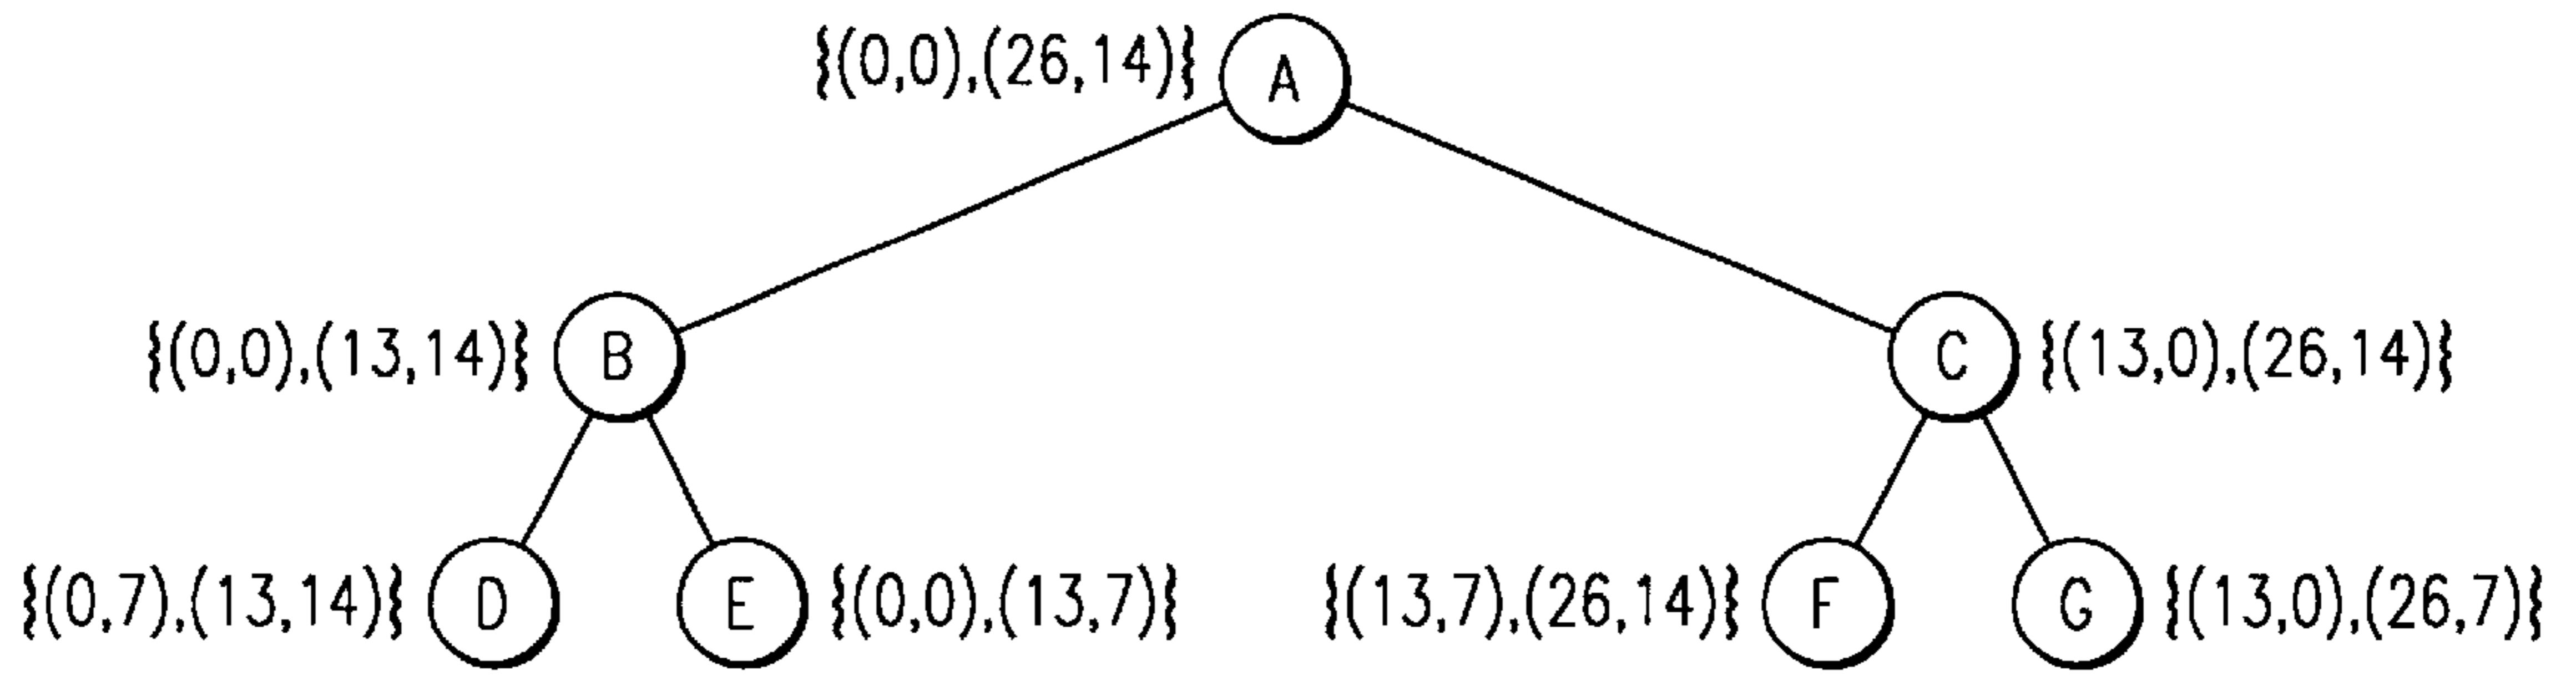 {(0,0),(26,14)} A
{(0,0),(13,14)} B C {(13,0),(26,14)}
{(0,7),(13,14)} D E {(0,0),(13,7)} {(13,7),(26,14)} F G {(13,0),(26,7)}